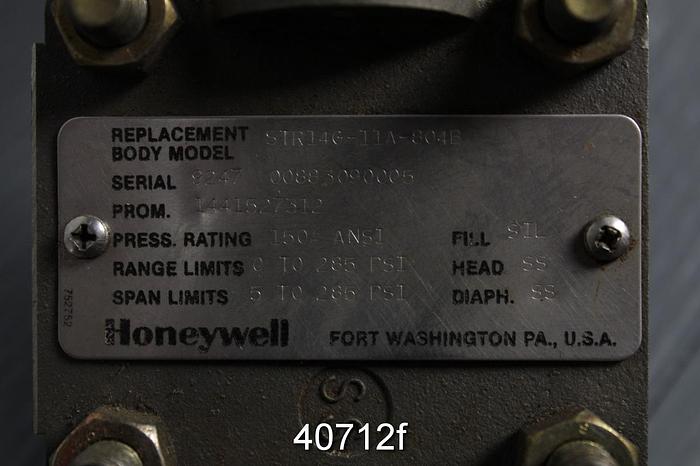 REPLACEMENT
BODY MODEL STR14G-11A-804B
SERIAL 9247 00883090005
PROM. 1441527312
PRESS. RATING 150# ANSI FILL SIL
RANGE LIMITS 0 TO 285 PSI HEAD SS
SPAN LIMITS 5 TO 285 PSI DIAPH. SS
752752
Honeywell FORT WASHINGTON PA., U.S.A.
40712f